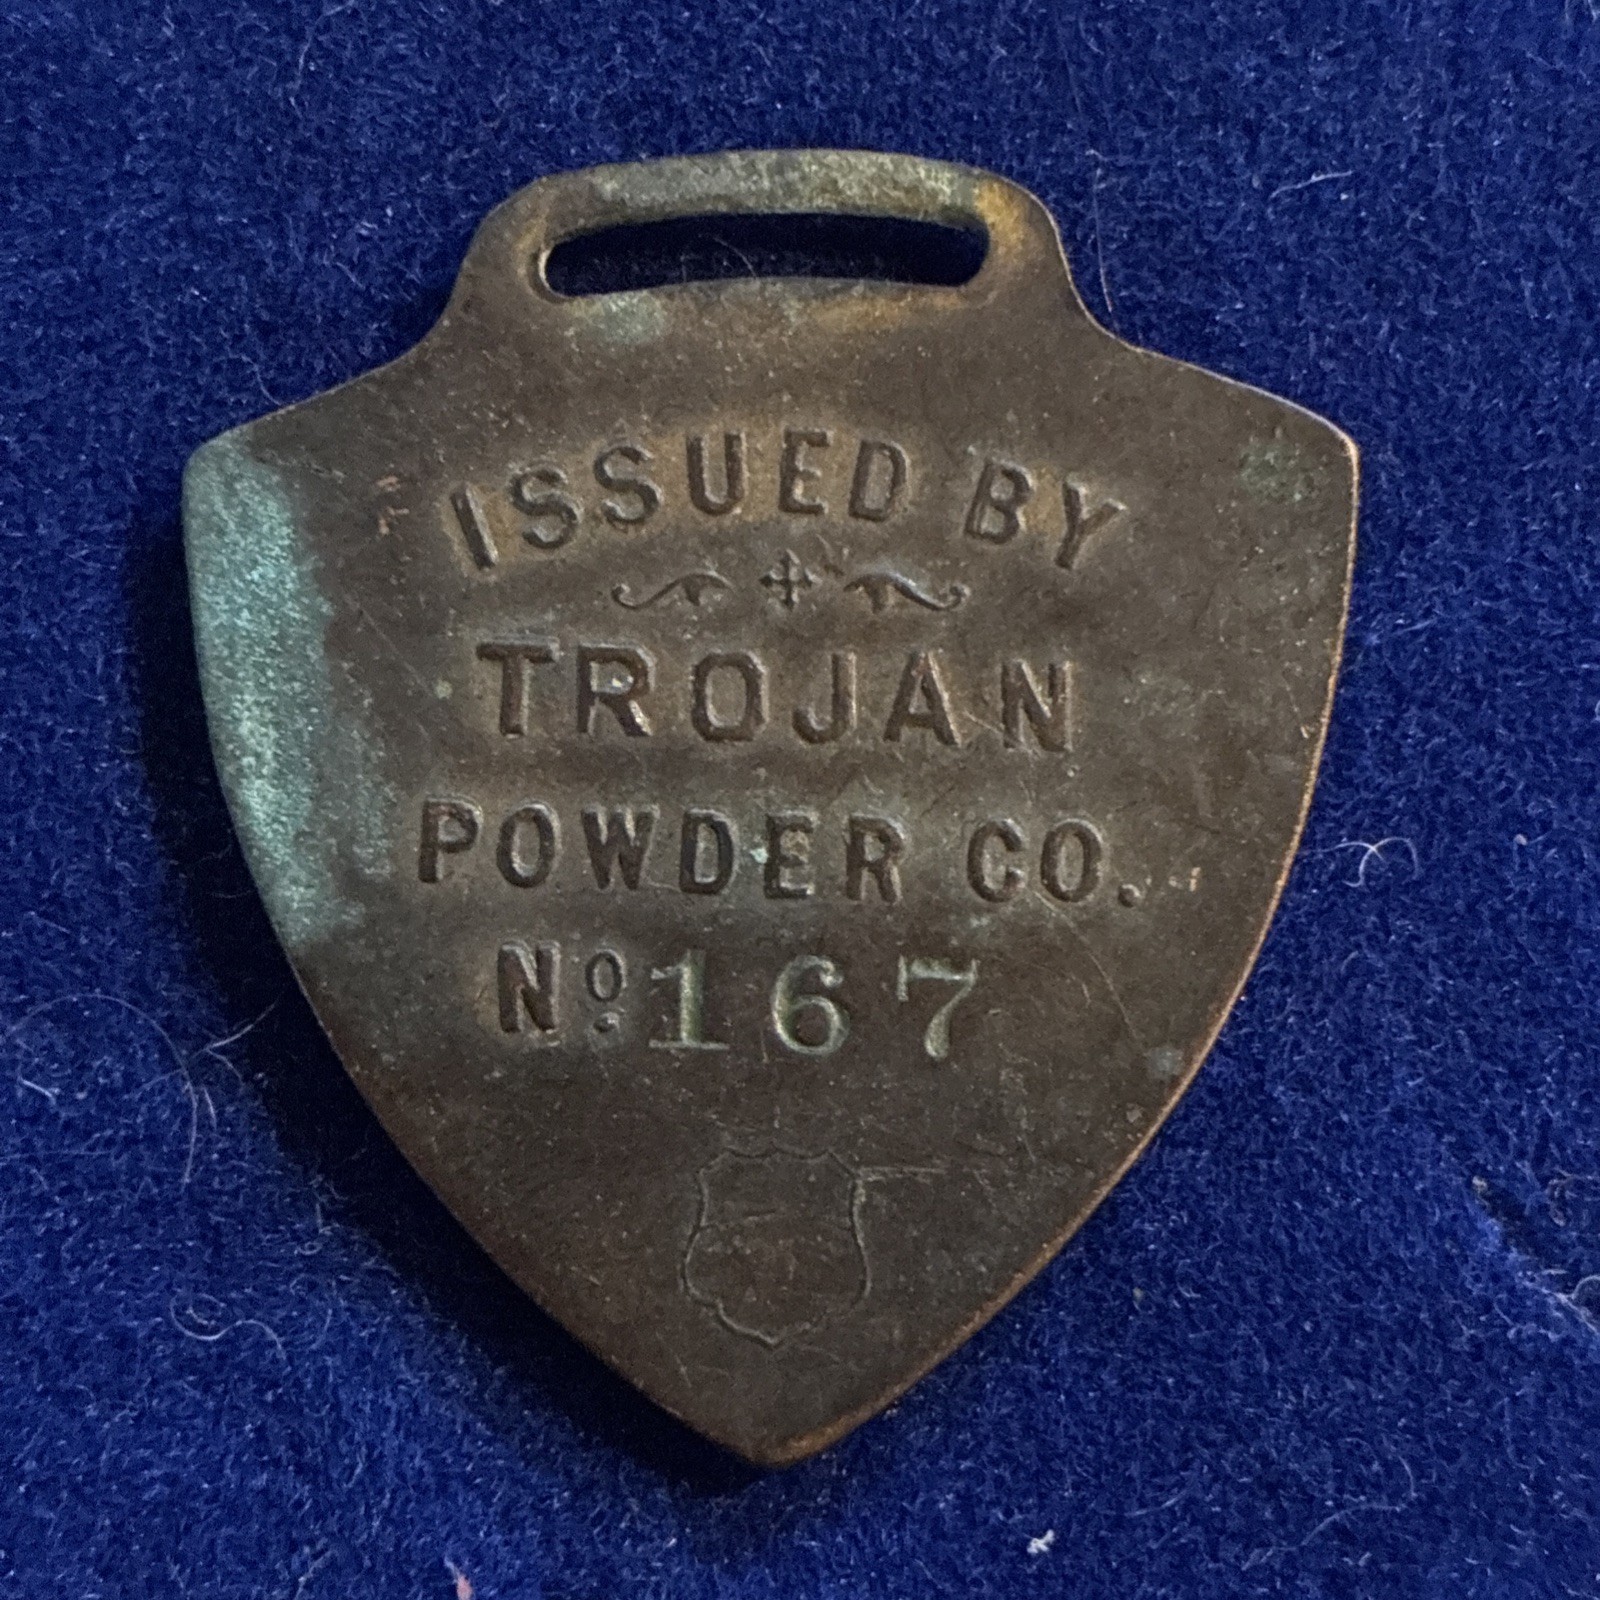 ISSUED BY
TROJAN
POWDER CO.
Nº. 167